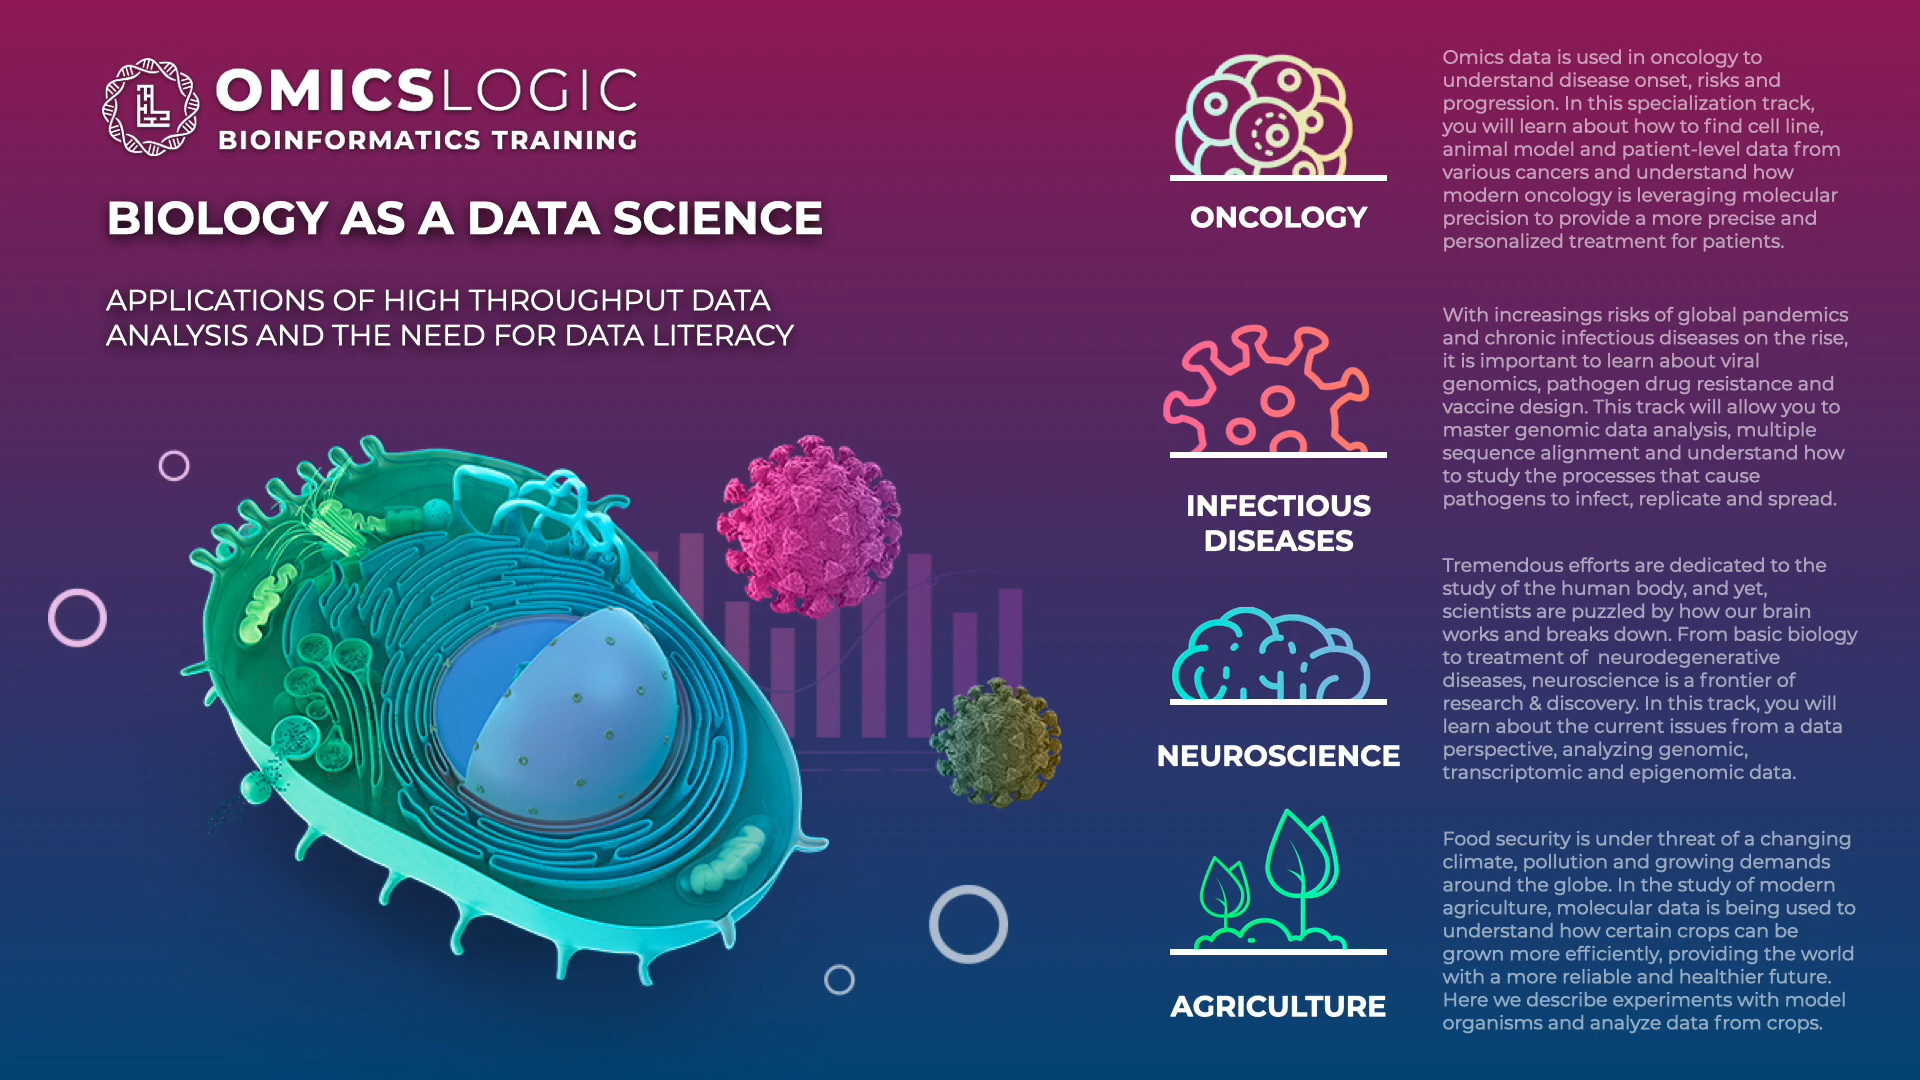 OMICSLOGIC
BIOINFORMATICS TRAINING
BIOLOGY AS A DATA SCIENCE
APPLICATIONS OF HIGH THROUGHPUT DATA
ANALYSIS AND THE NEED FOR DATA LITERACY
ONCOLOGY
Omics data is used in oncology to
understand disease onset, risks and
progression. In this specialization track,
you will learn about how to find cell line,
animal model and patient-level data from
various cancers and understand how
modern oncology is leveraging molecular
precision to provide a more precise and
personalized treatment for patients.
INFECTIOUS
DISEASES
With increasings risks of global pandemics
and chronic infectious diseases on the rise,
it is important to learn about viral
genomics, pathogen drug resistance and
vaccine design. This track will allow you to
master genomic data analysis, multiple
sequence alignment and understand how
to study the processes that cause
pathogens to infect, replicate and spread.
NEUROSCIENCE
Tremendous efforts are dedicated to the
study of the human body, and yet,
scientists are puzzled by how our brain
works and breaks down. From basic biology
to treatment of  neurodegenerative
diseases, neuroscience is a frontier of
research & discovery. In this track, you will
learn about the current issues from a data
perspective, analyzing genomic,
transcriptomic and epigenomic data.
AGRICULTURE
Food security is under threat of a changing
climate, pollution and growing demands
around the globe. In the study of modern
agriculture, molecular data is being used to
understand how certain crops can be
grown more efficiently, providing the world
with a more reliable and healthier future.
Here we describe experiments with model
organisms and analyze data from crops.